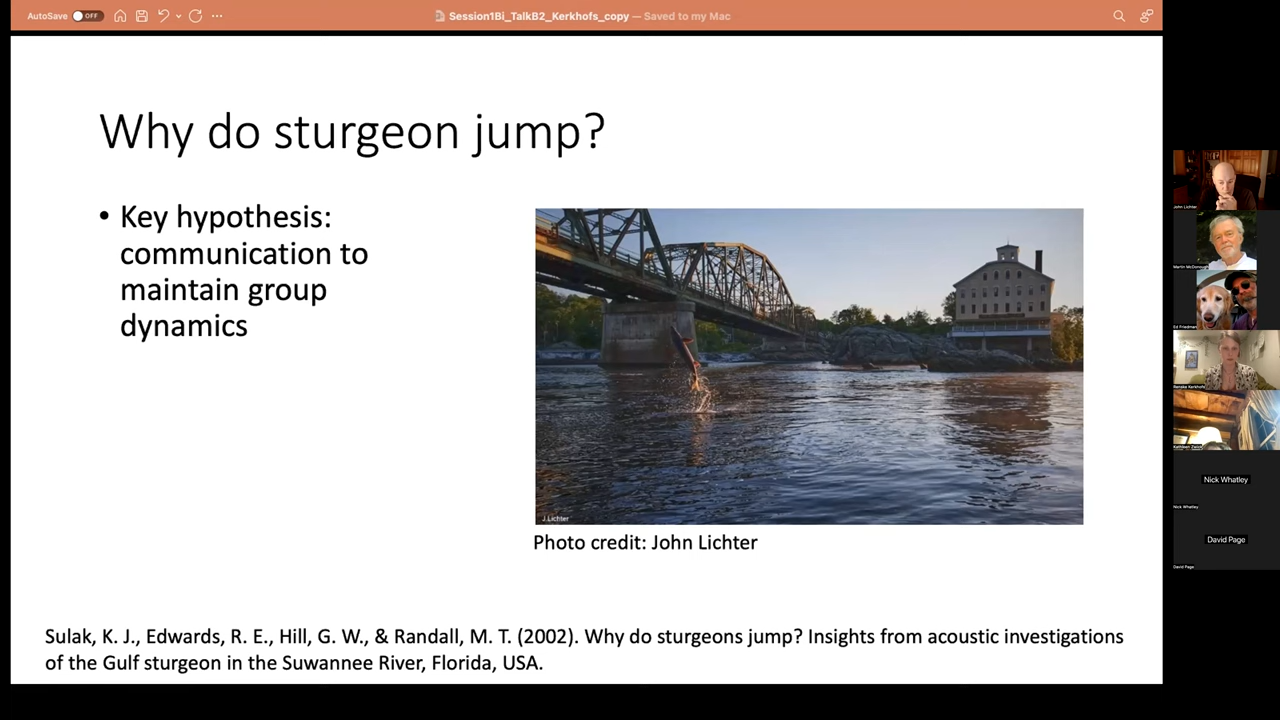 AutoSave OFF
Session1Bi_TalkB2_Kerkhofs_copy — Saved to my Mac
Why do sturgeon jump?
• Key hypothesis:
communication to
maintain group
dynamics
J.Lichter
Photo credit: John Lichter
Sulak, K. J., Edwards, R. E., Hill, G. W., & Randall, M. T. (2002). Why do sturgeons jump? Insights from acoustic investigations
of the Gulf sturgeon in the Suwannee River, Florida, USA.
John Lichter
Martin McDonough
Ed Friedman
Renske Kerkhofs
Nick Whatley
Nick Whatley
David Page
David Page